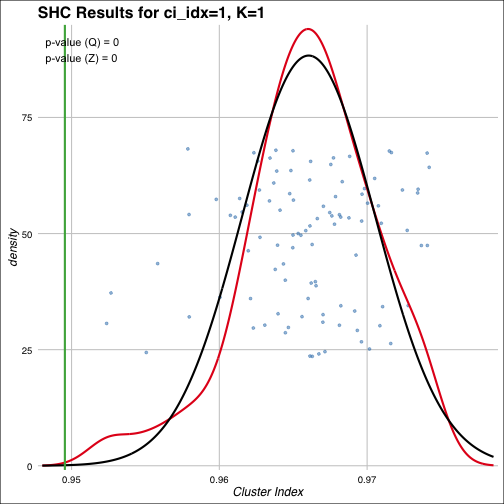 SHC Results for ci_idx=1, K=1
p-value (Q) = 0
p-value (Z) = 0
75
50
25
0
density
0.95 0.96 0.97
Cluster Index